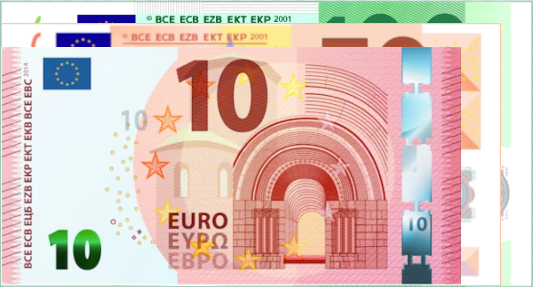 © BCE ECB EZB EKT EKP 2001
© BCE ECB EZB EKT EKP 2001
10
10
BCE ECB ЕЦБ EZB EKP EKT EKB BCE EBC 2014
EURO
ΕΥΡΩ
ЕВРО
10
10